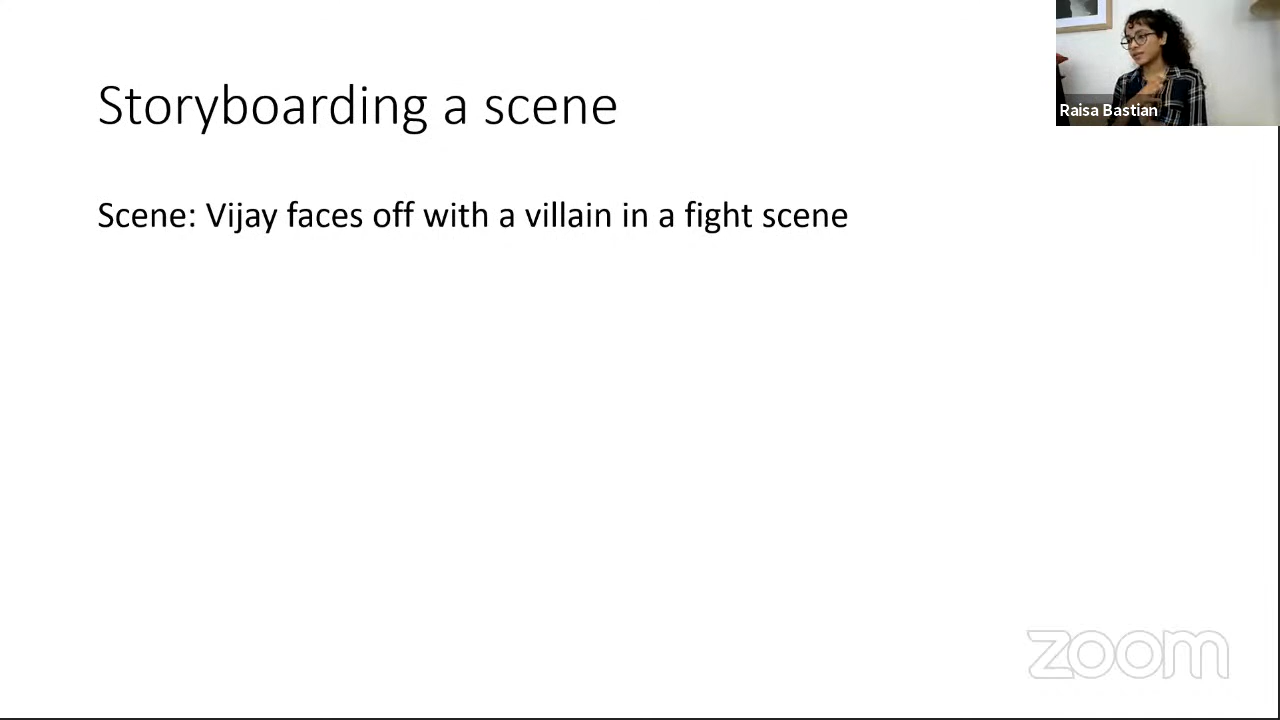 Storyboarding a scene
Raisa Bastian
Scene: Vijay faces off with a villain in a fight scene
zoom